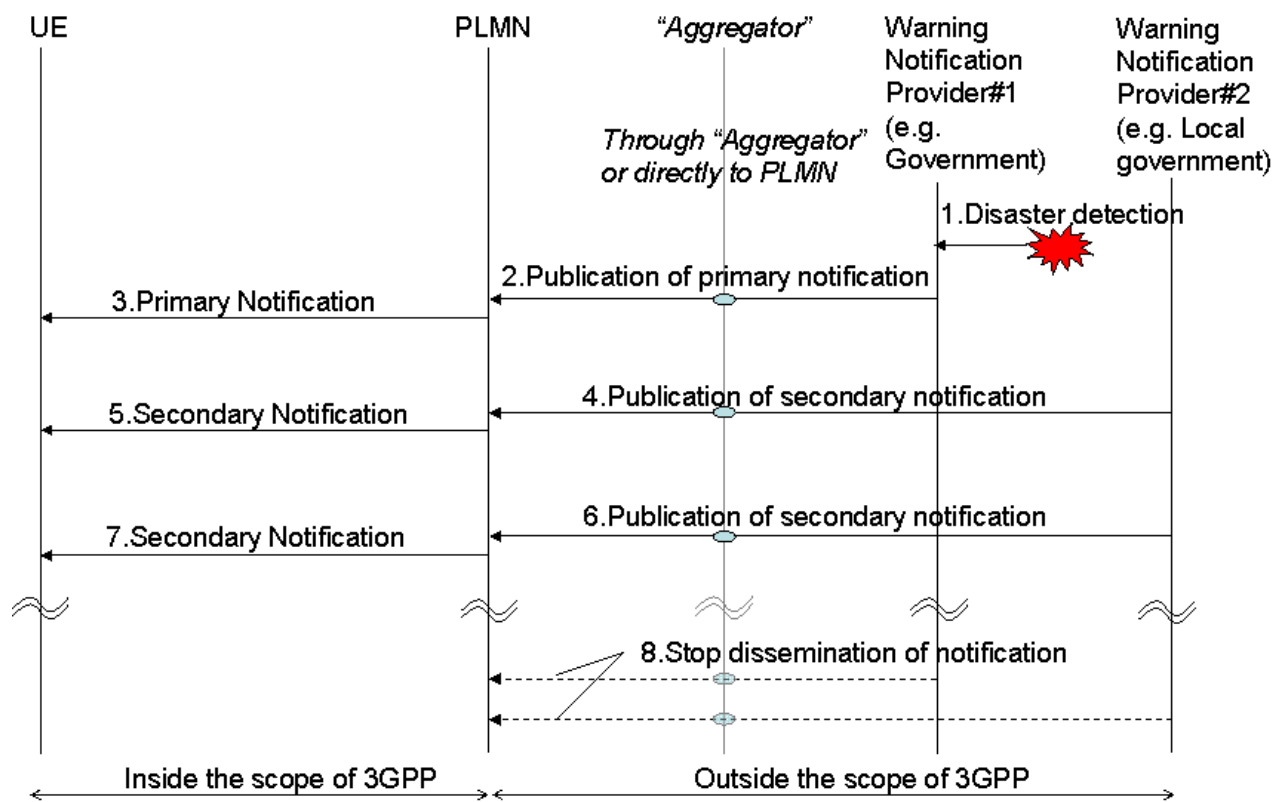 UE
PLMN
“Aggregator”
Warning
Notification
Provider#1
(e.g.
Government)
Warning
Notification
Provider#2
(e.g. Local
government)
Through “Aggregator”
or directly to PLMN
1.Disaster detection
2.Publication of primary notification
3.Primary Notification
4.Publication of secondary notification
5.Secondary Notification
6.Publication of secondary notification
7.Secondary Notification
8.Stop dissemination of notification
Inside the scope of 3GPP
Outside the scope of 3GPP